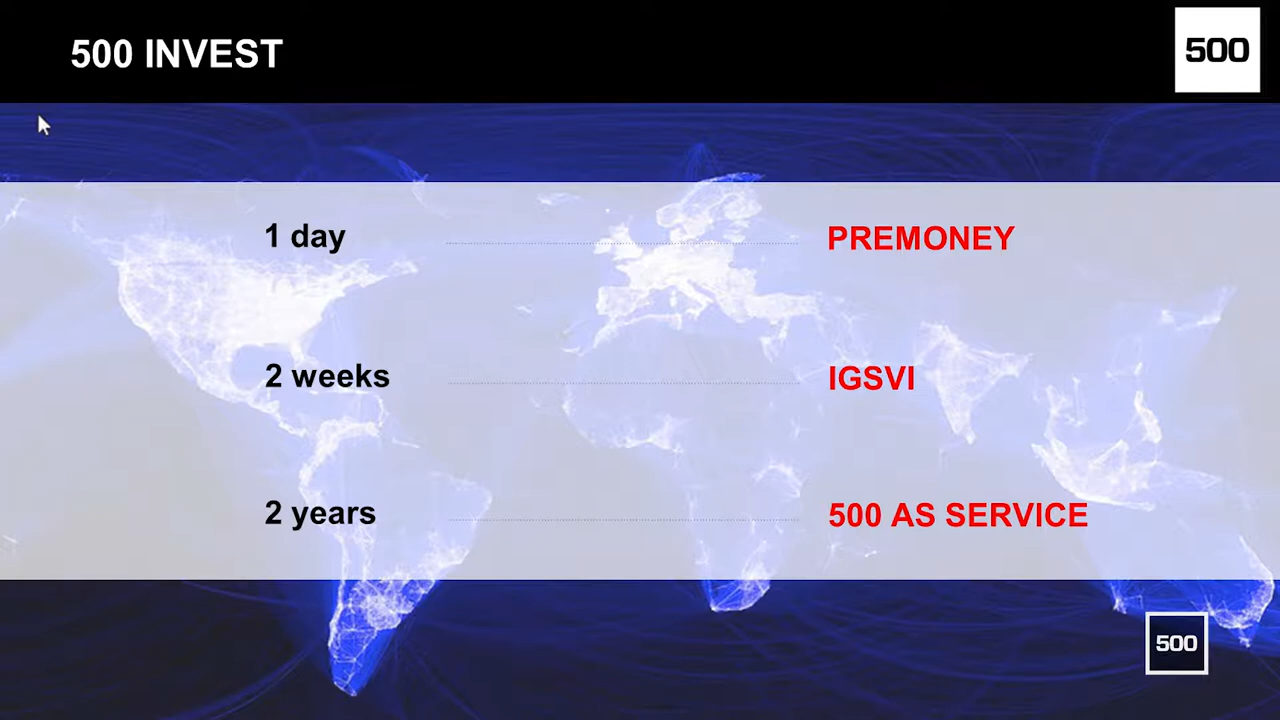 500 INVEST
500
1 day
PREMONEY
2 weeks
IGSVI
2 years
500 AS SERVICE
500